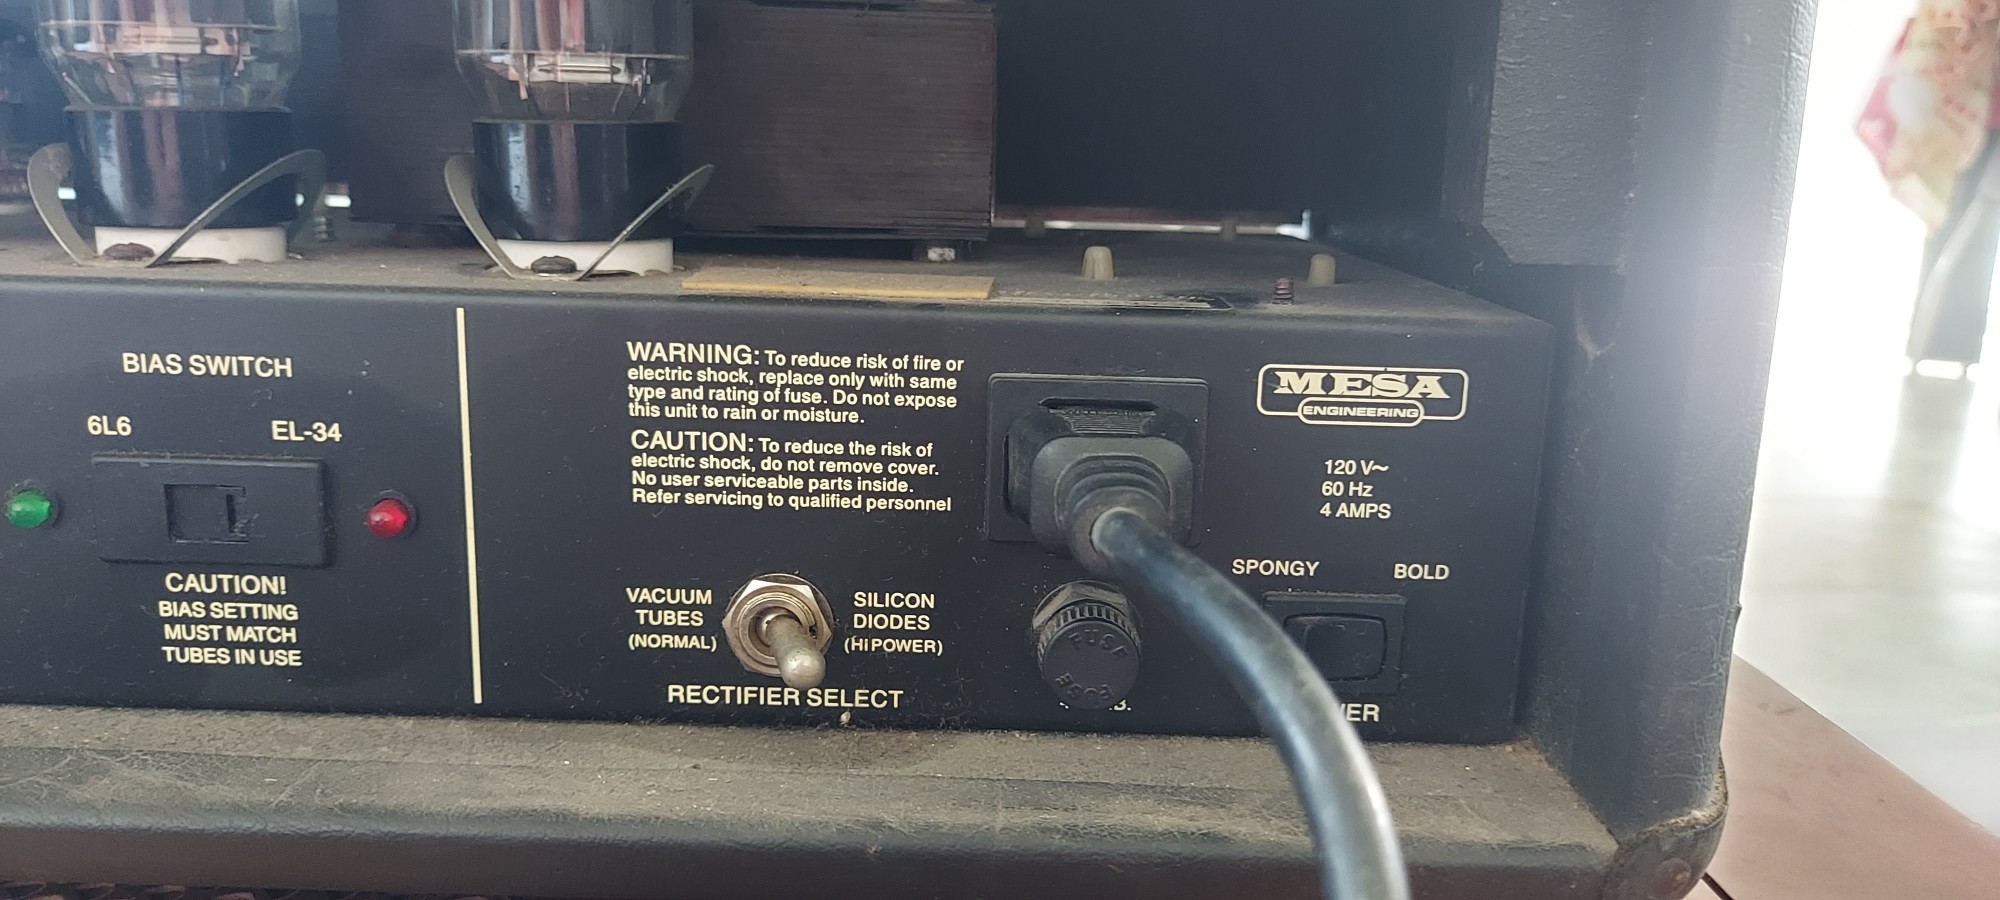 BIAS SWITCH
6L6 EL-34
CAUTION!
BIAS SETTING
MUST MATCH
TUBES IN USE
WARNING: To reduce risk of fire or
electric shock, replace only with same
type and rating of fuse. Do not expose
this unit to rain or moisture.
CAUTION: To reduce the risk of
electric shock, do not remove cover.
No user serviceable parts inside.
Refer servicing to qualified personnel
VACUUM
TUBES
(NORMAL)
SILICON
DIODES
(HI POWER)
RECTIFIER SELECT
FUSE
MESA
ENGINEERING
120 V~
60 Hz
4 AMPS
SPONGY BOLD